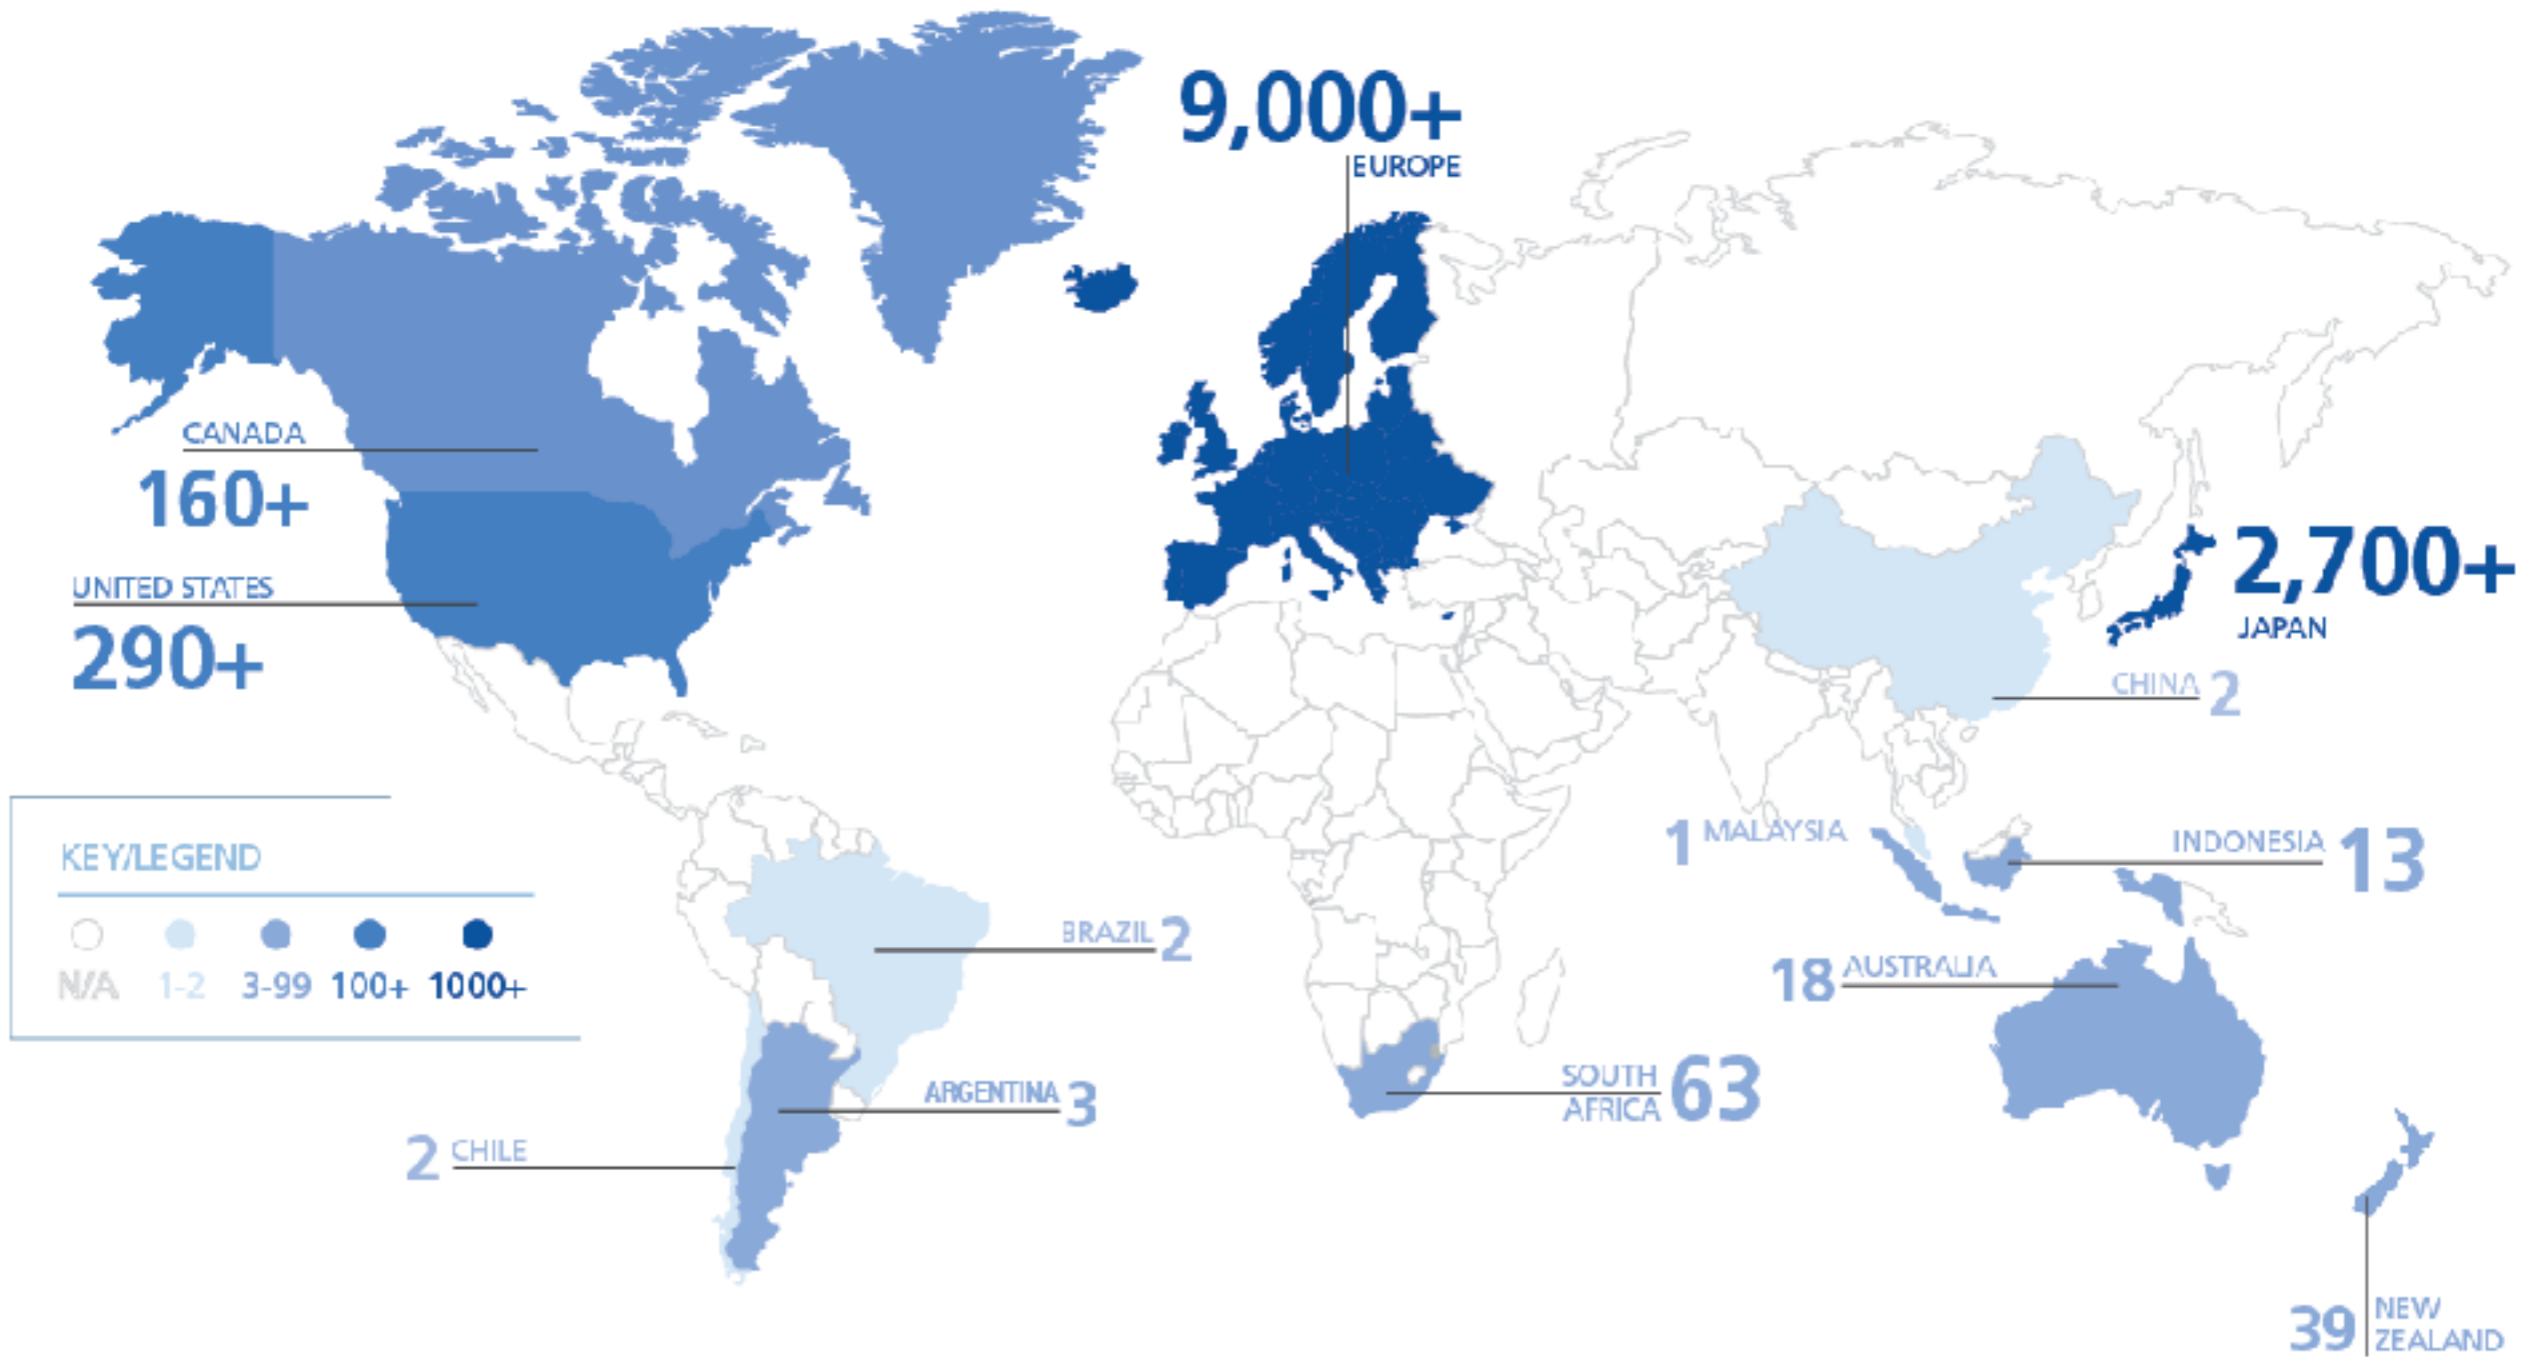 9,000+
EUROPE
CANADA
160+
UNITED STATES
290+
2,700+
JAPAN
CHINA 2
KEY/LEGEND
N/A 1-2 3-99 100+ 1000+
1 MALAYSIA
INDONESIA 13
BRAZIL 2
18 AUSTRALIA
ARGENTINA 3
SOUTH
AFRICA 63
2 CHILE
39 NEW
ZEALAND